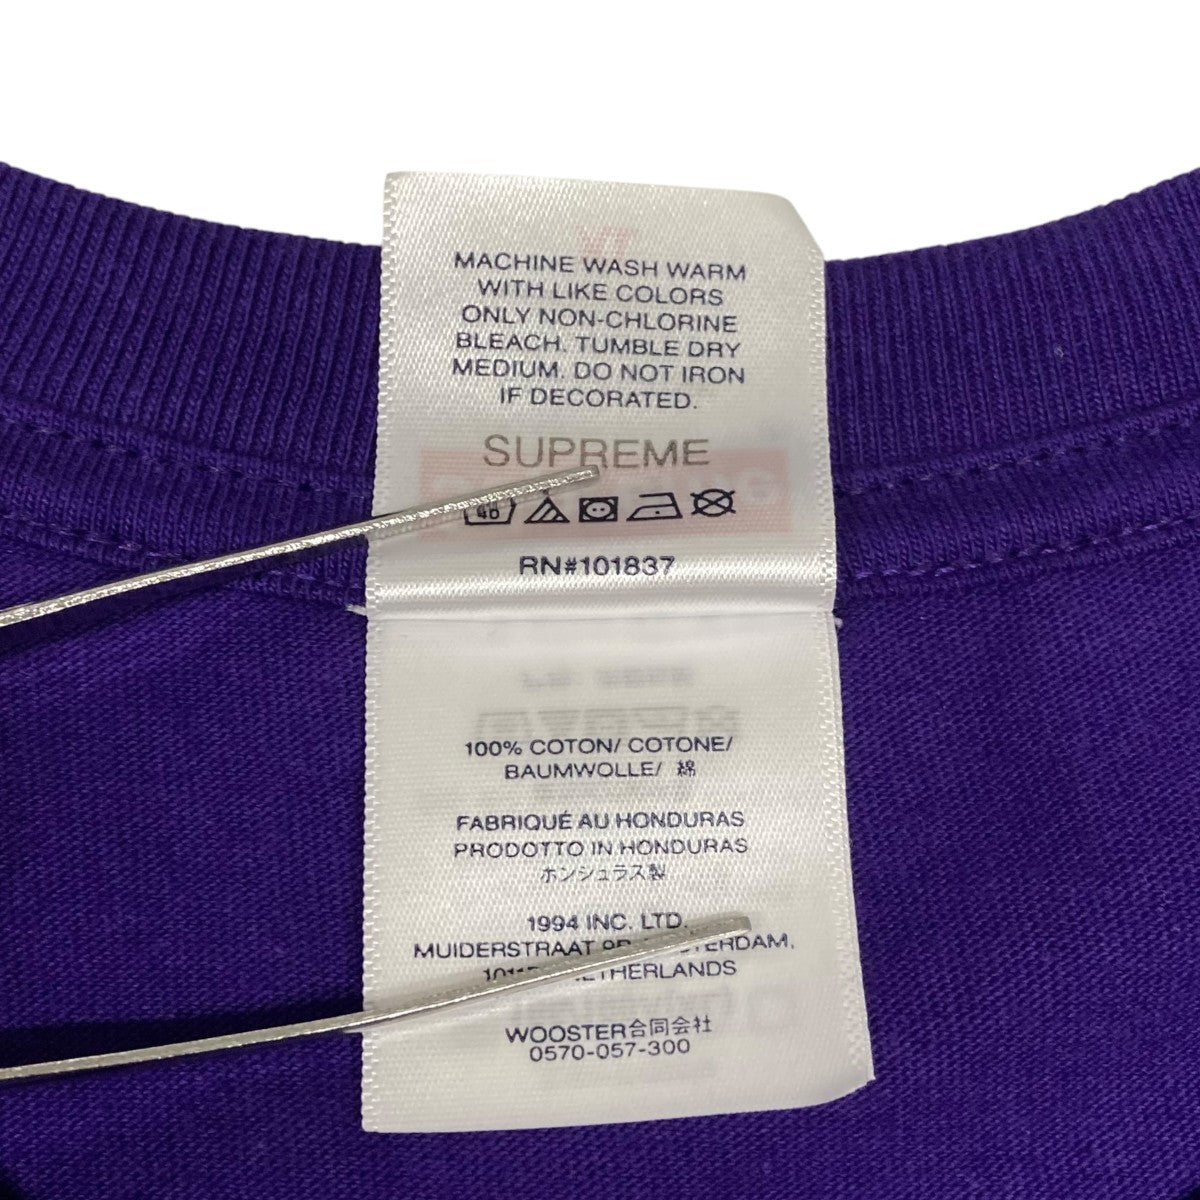 MACHINE WASH WARM
WITH LIKE COLORS
ONLY NON-CHLORINE
BLEACH. TUMBLE DRY
MEDIUM. DO NOT IRON
IF DECORATED.
SUPREME
40
RN#101837
100% COTON/ COTONE/
BAUMWOLLE/ 綿
FABRIQUÉ AU HONDURAS
PRODOTTO IN HONDURAS
ホンジュラス製
1994 INC. LTD.
MUIDERSTRAAT
WOOSTER合同会社
0570-057-300